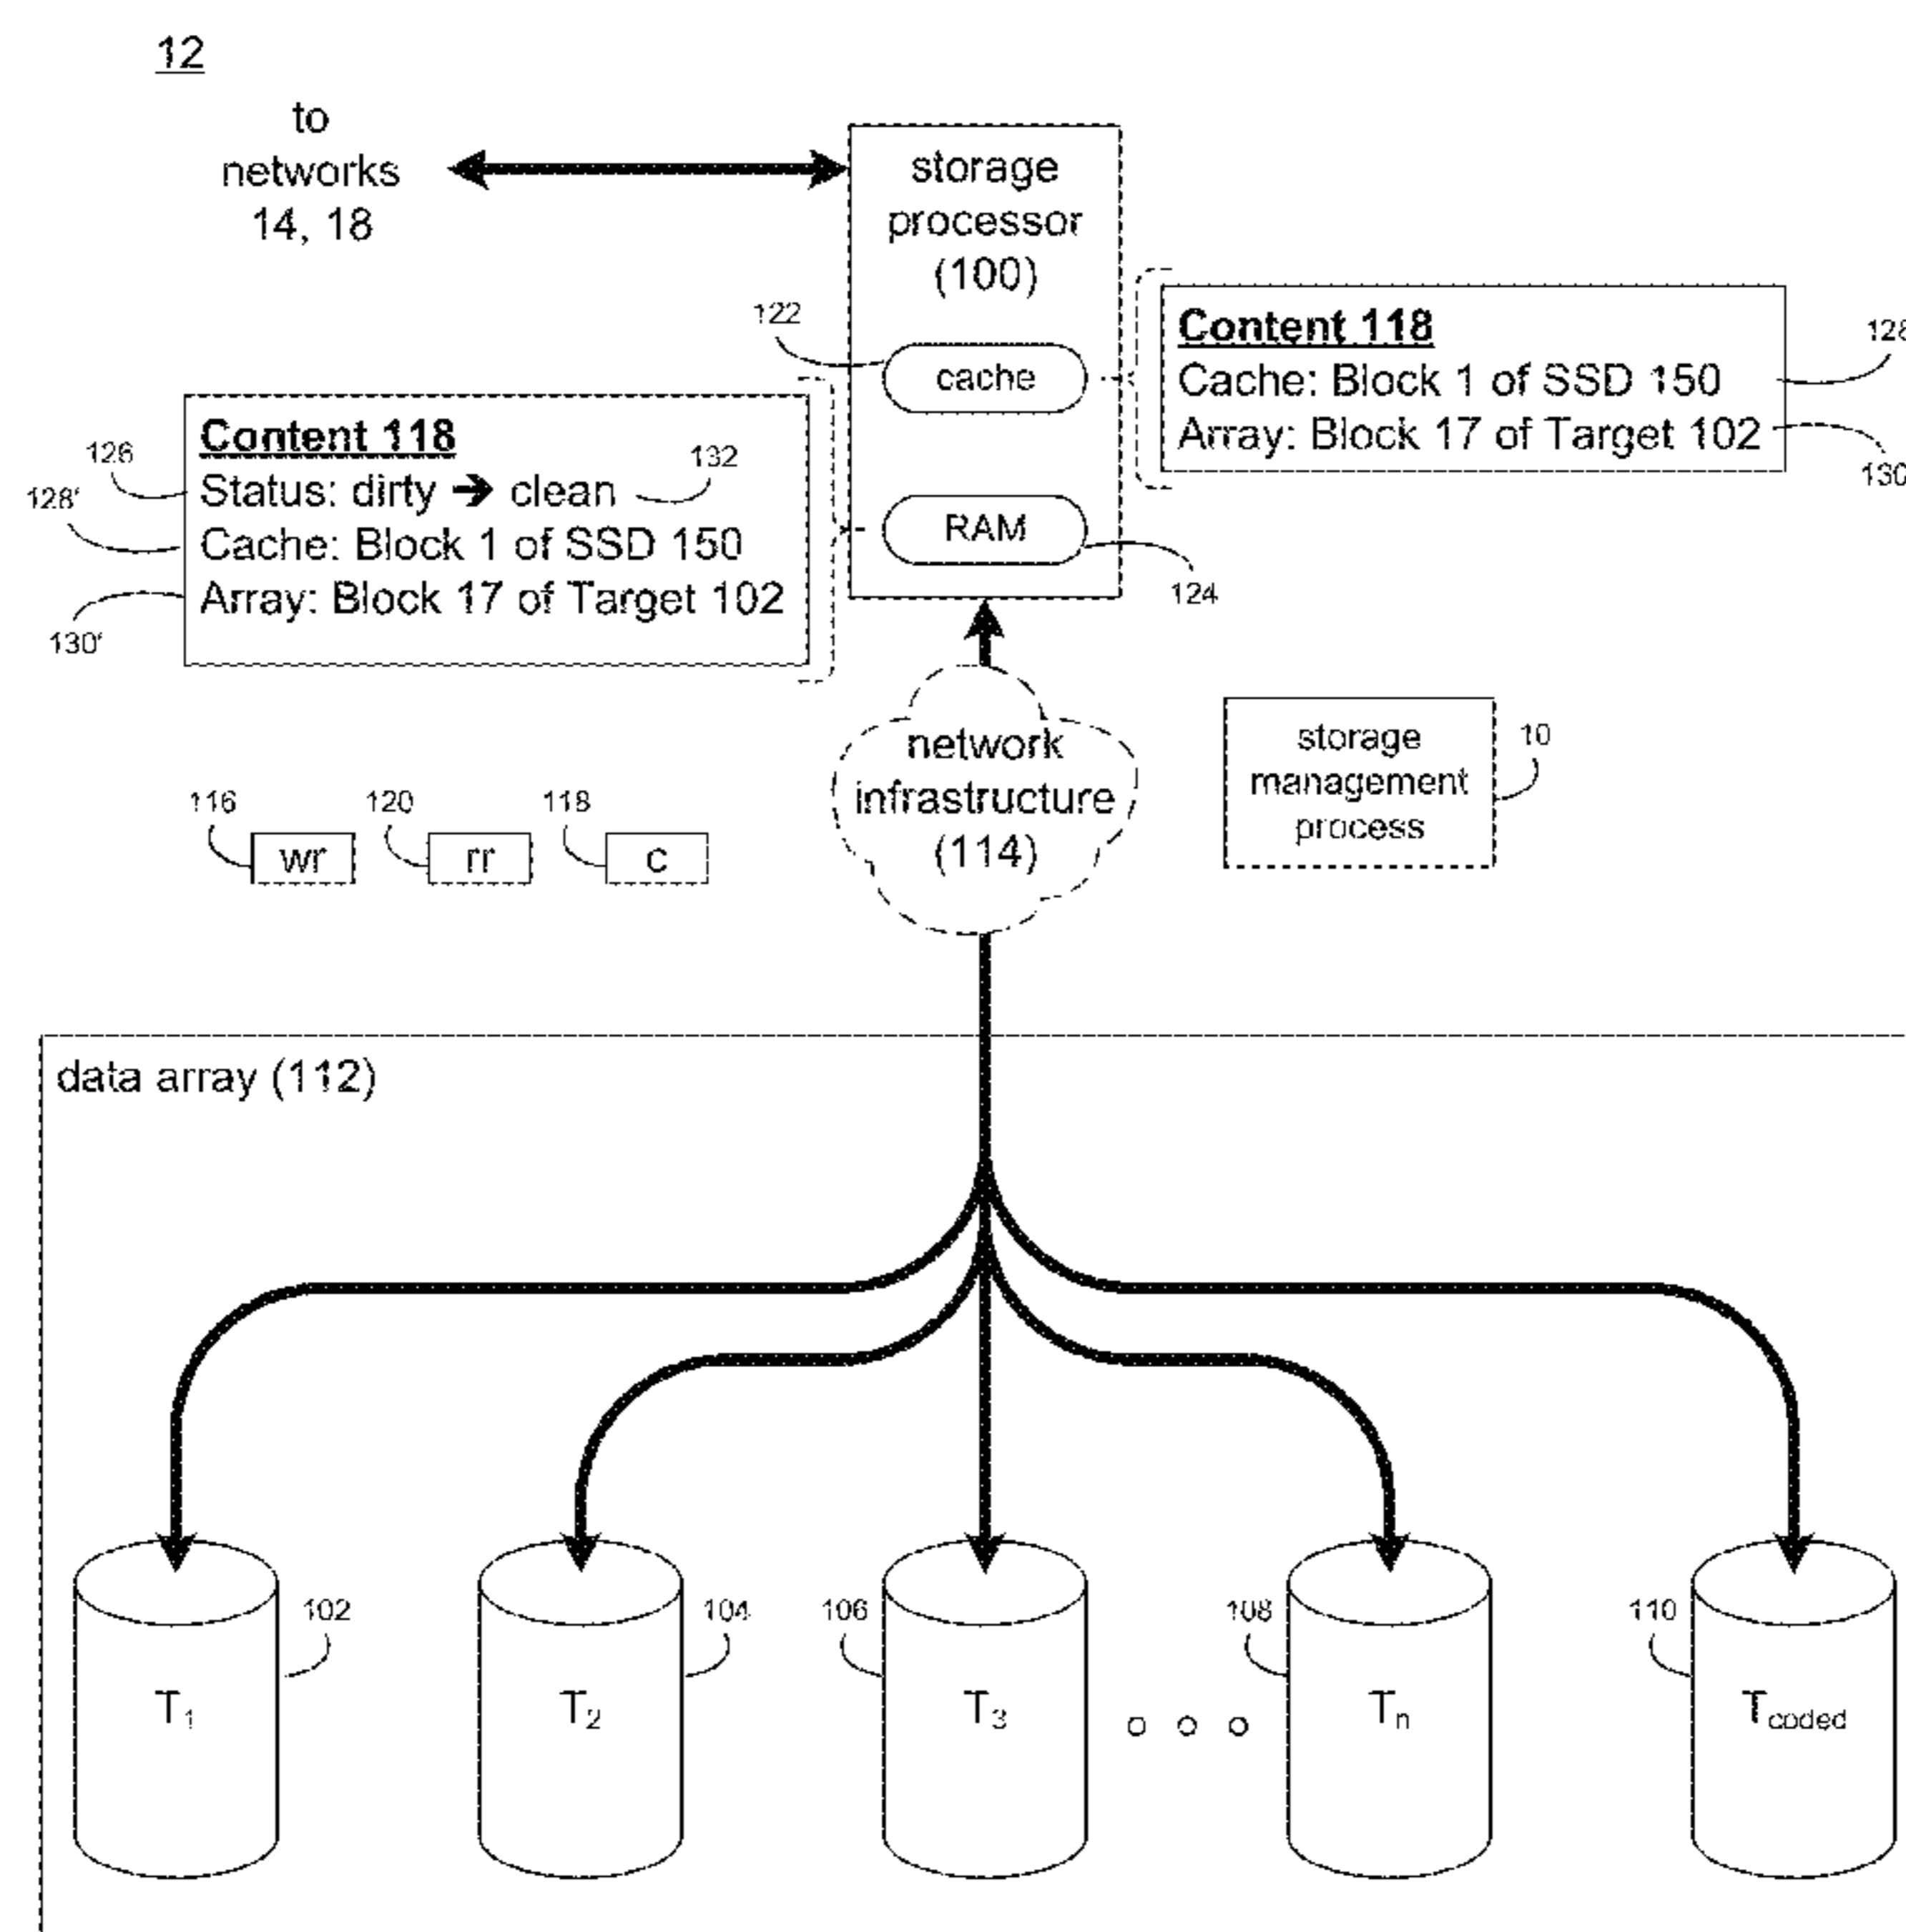 12
to
networks
14, 18
storage
processor
(100)
122
cache
Content 118
Cache: Block 1 of SSD 150
Array: Block 17 of Target 102
128
130
Content 118
Status: dirty ➔ clean
Cache: Block 1 of SSD 150
Array: Block 17 of Target 102
126
132
128'
130'
RAM
124
network
infrastructure
(114)
storage
management
process
10
116
wr
120
rr
118
c
data array (112)
102
104
106
108
110
T1
T2
T3
Tn
Tcoded